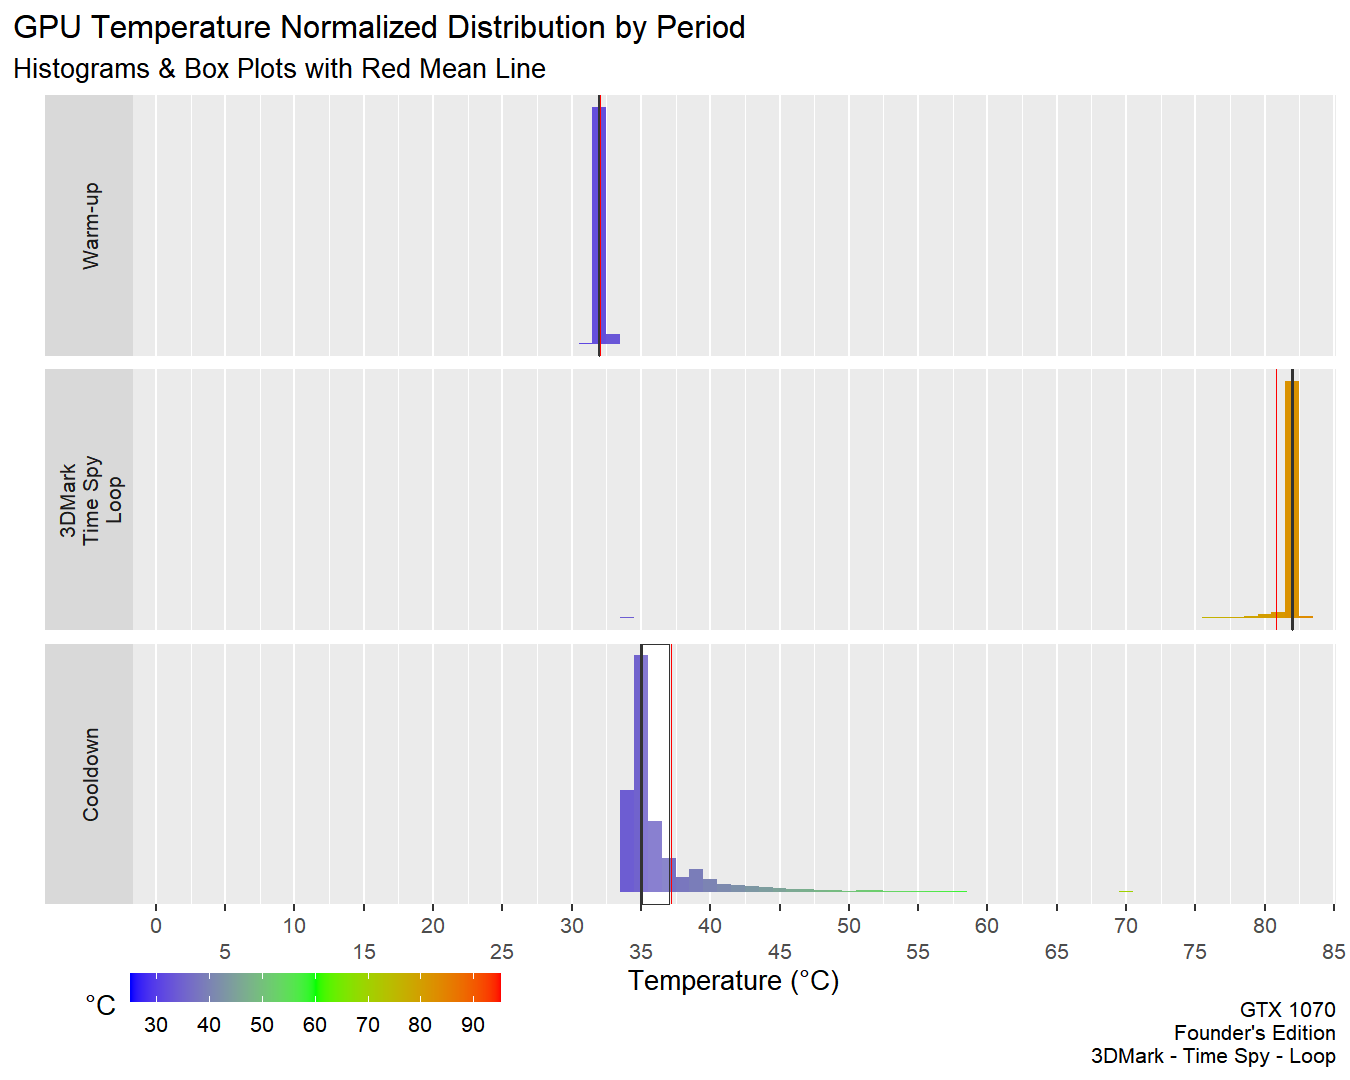 GPU Temperature Normalized Distribution by Period
Histograms & Box Plots with Red Mean Line
Warm-up
3DMark
Time Spy
Loop
Cooldown
0 10 20 30 40 50 60 70 80
5 15 25 35 45 55 65 75 85
Temperature (°C)
°C
30 40 50 60 70 80 90
GTX 1070
Founder's Edition
3DMark - Time Spy - Loop